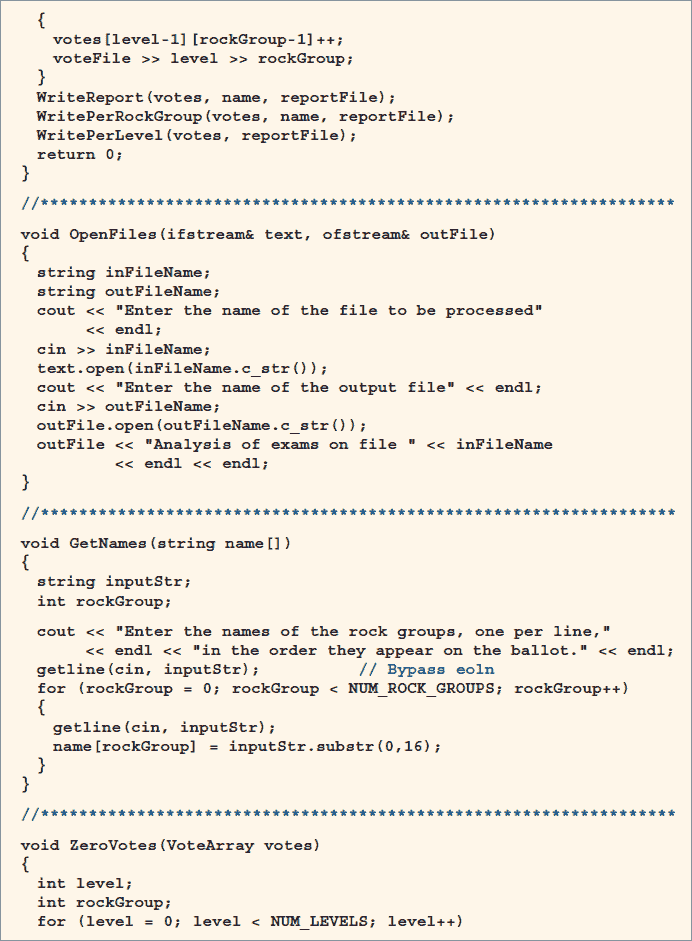 {
votes[level-1][rockGroup-1]++;
voteFile >> level >> rockGroup;
}
WriteReport(votes, name, reportFile);
WritePerRockGroup(votes, name, reportFile);
WritePerLevel(votes, reportFile);
return 0;
}
//*****************************************************************
void OpenFiles(ifstream& text, ofstream& outFile)
{
string inFileName;
string outFileName;
cout << "Enter the name of the file to be processed"
<< endl;
cin >> inFileName;
text.open(inFileName.c_str());
cout << "Enter the name of the output file" << endl;
cin >> outFileName;
outFile.open(outFileName.c_str());
outFile << "Analysis of exams on file " << inFileName
<< endl << endl;
}
//*****************************************************************
void GetNames(string name[])
{
string inputStr;
int rockGroup;
cout << "Enter the names of the rock groups, one per line,"
<< endl << "in the order they appear on the ballot." << endl;
getline(cin, inputStr); // Bypass eoln
for (rockGroup = 0; rockGroup < NUM_ROCK_GROUPS; rockGroup++)
{
getline(cin, inputStr);
name[rockGroup] = inputStr.substr(0,16);
}
}
//*****************************************************************
void ZeroVotes(VoteArray votes)
{
int level;
int rockGroup;
for (level = 0; level < NUM_LEVELS; level++)